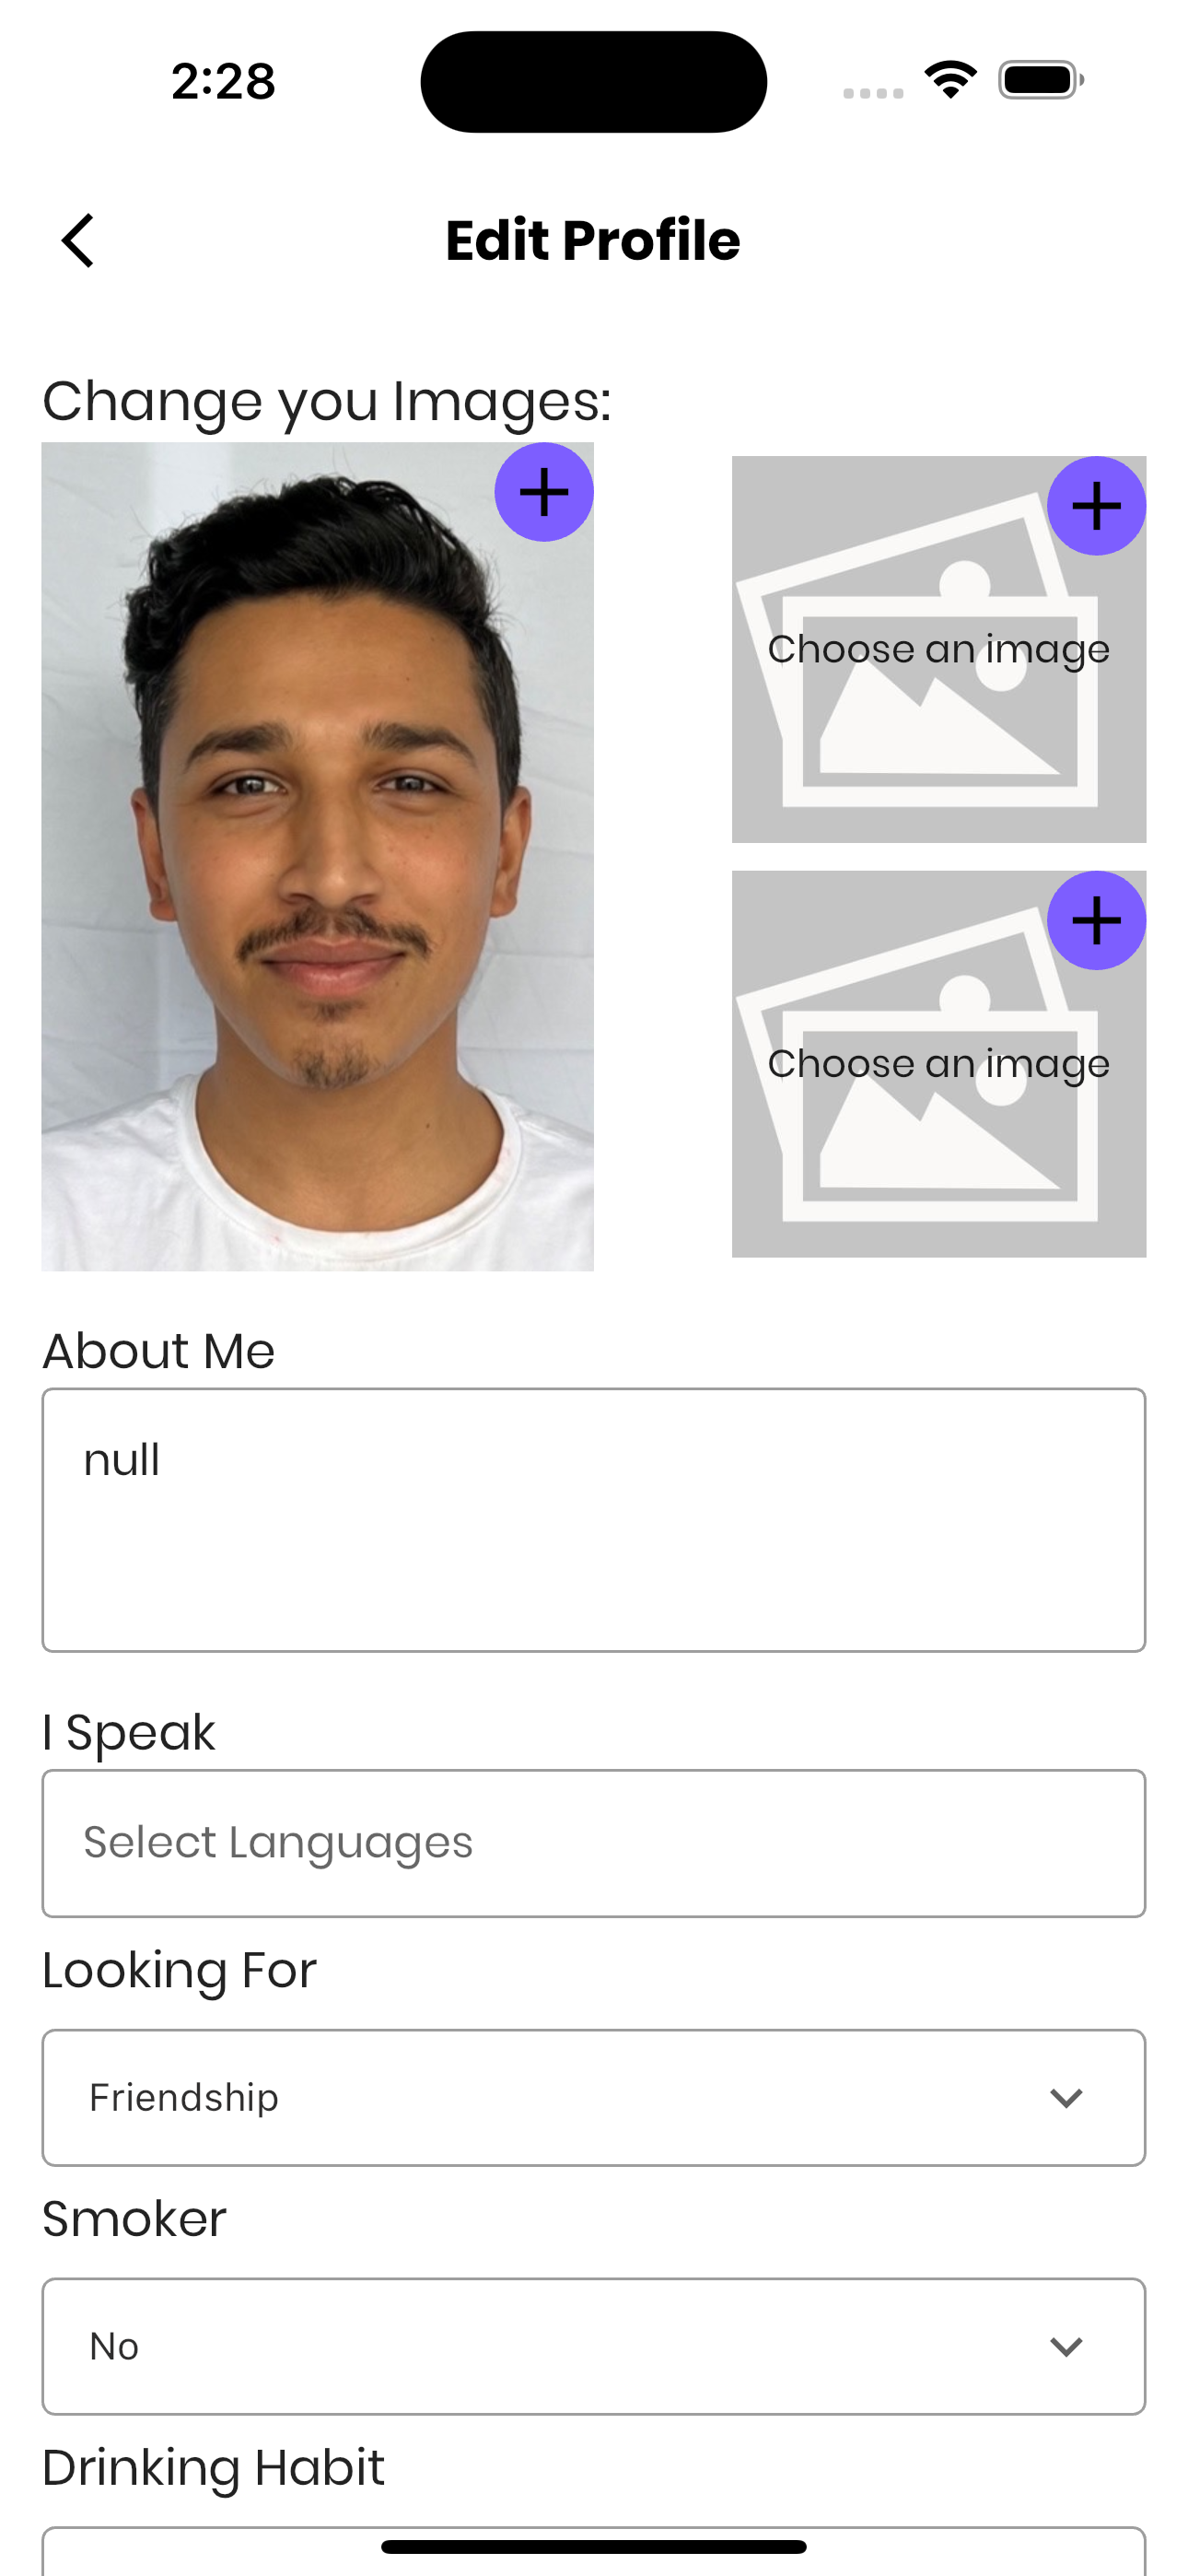 2:28
Edit Profile
Change you Images:
Choose an image
Choose an image
About Me
null
I Speak
Select Languages
Looking For
Friendship
Smoker
No
Drinking Habit